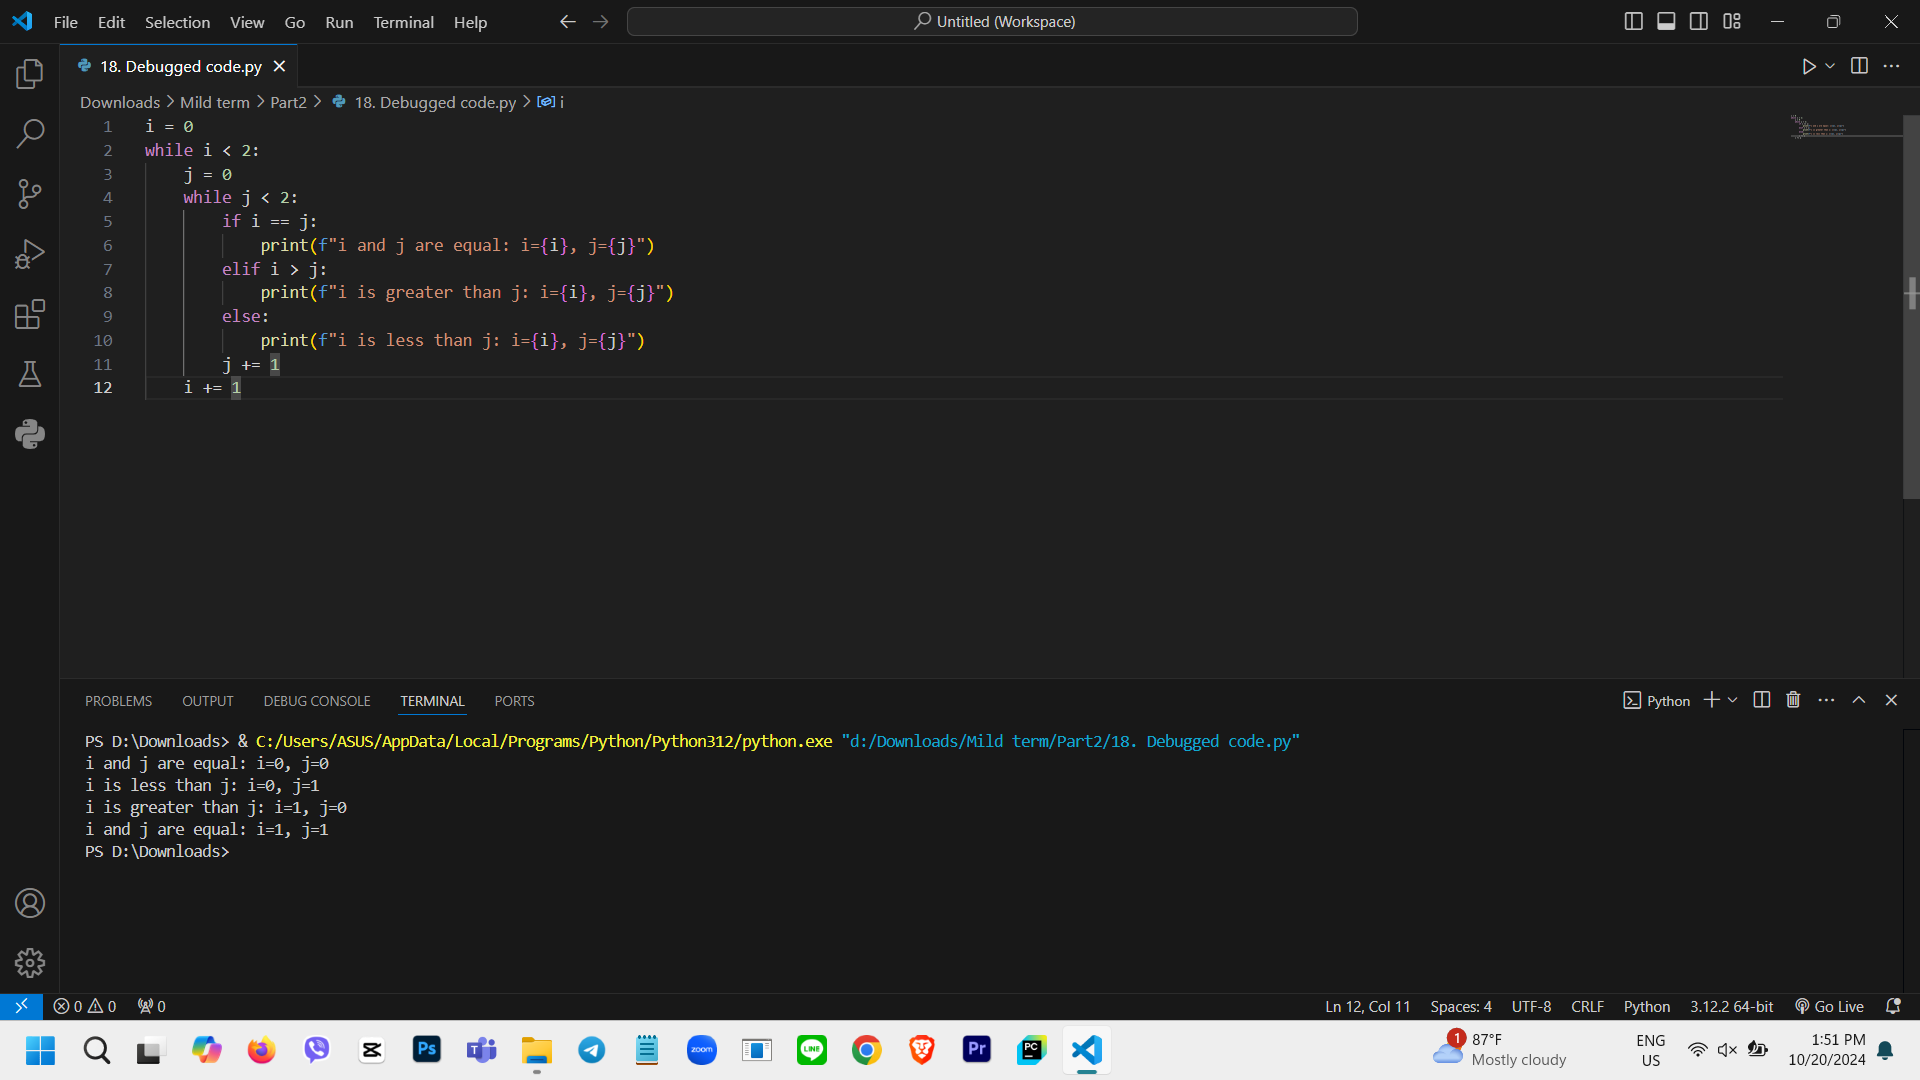 File Edit Selection View Go Run Terminal Help
Untitled (Workspace)
18. Debugged code.py
Downloads > Mild term > Part2 > 18. Debugged code.py > i
1 i = 0
2 while i < 2:
3     j = 0
4     while j < 2:
5         if i == j:
6             print(f"i and j are equal: i={i}, j={j}")
7         elif i > j:
8             print(f"i is greater than j: i={i}, j={j}")
9         else:
10             print(f"i is less than j: i={i}, j={j}")
11         j += 1
12     i += 1
PROBLEMS OUTPUT DEBUG CONSOLE TERMINAL PORTS
Python
PS D:\Downloads> & C:/Users/ASUS/AppData/Local/Programs/Python/Python312/python.exe "d:/Downloads/Mild term/Part2/18. Debugged code.py"
i and j are equal: i=0, j=0
i is less than j: i=0, j=1
i is greater than j: i=1, j=0
i and j are equal: i=1, j=1
PS D:\Downloads>
0 0 0
Ln 12, Col 11 Spaces: 4 UTF-8 CRLF Python 3.12.2 64-bit Go Live
Ps
zoom
LINE
Pr
PC
1
87°F
Mostly cloudy
ENG
US
1:51 PM
10/20/2024